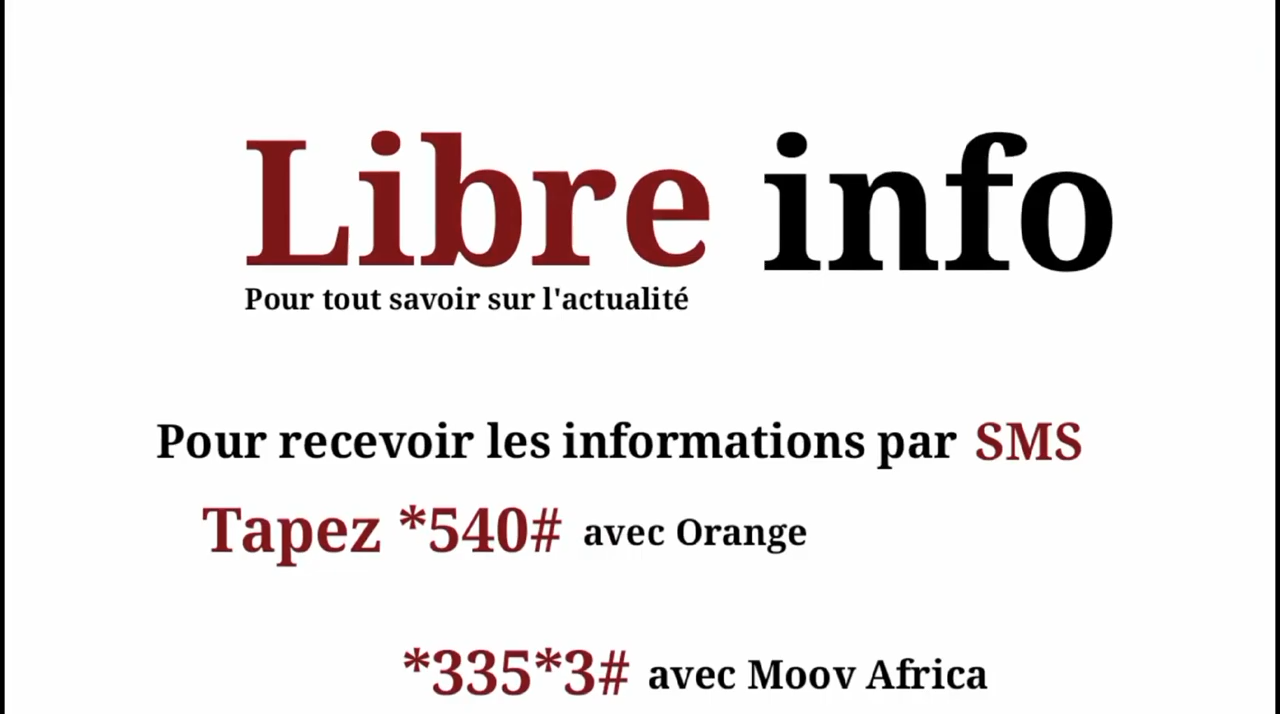 Libre info
Pour tout savoir sur l'actualité
Pour recevoir les informations par SMS
Tapez *540# avec Orange
*335*3# avec Moov Africa